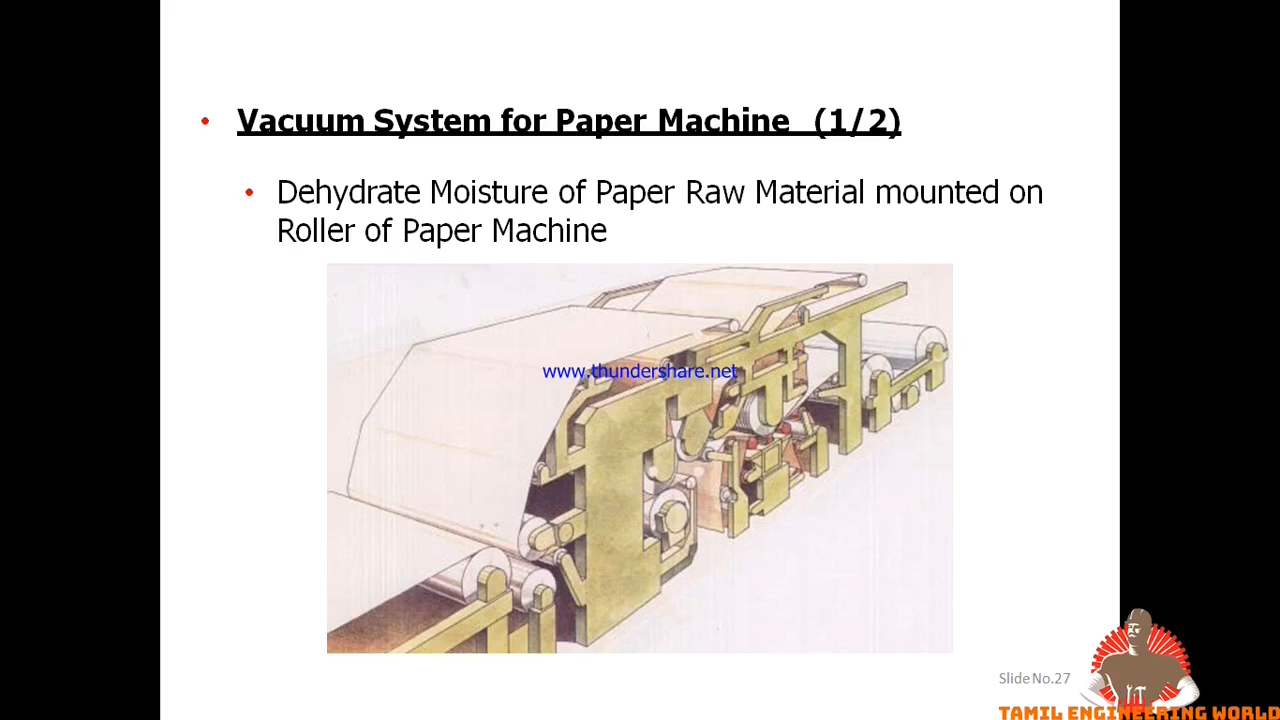 Vacuum System for Paper Machine (1/2)
Dehydrate Moisture of Paper Raw Material mounted on
Roller of Paper Machine
www.thundershare.net
Slide No.27
TAMIL ENGINEERING WORLD